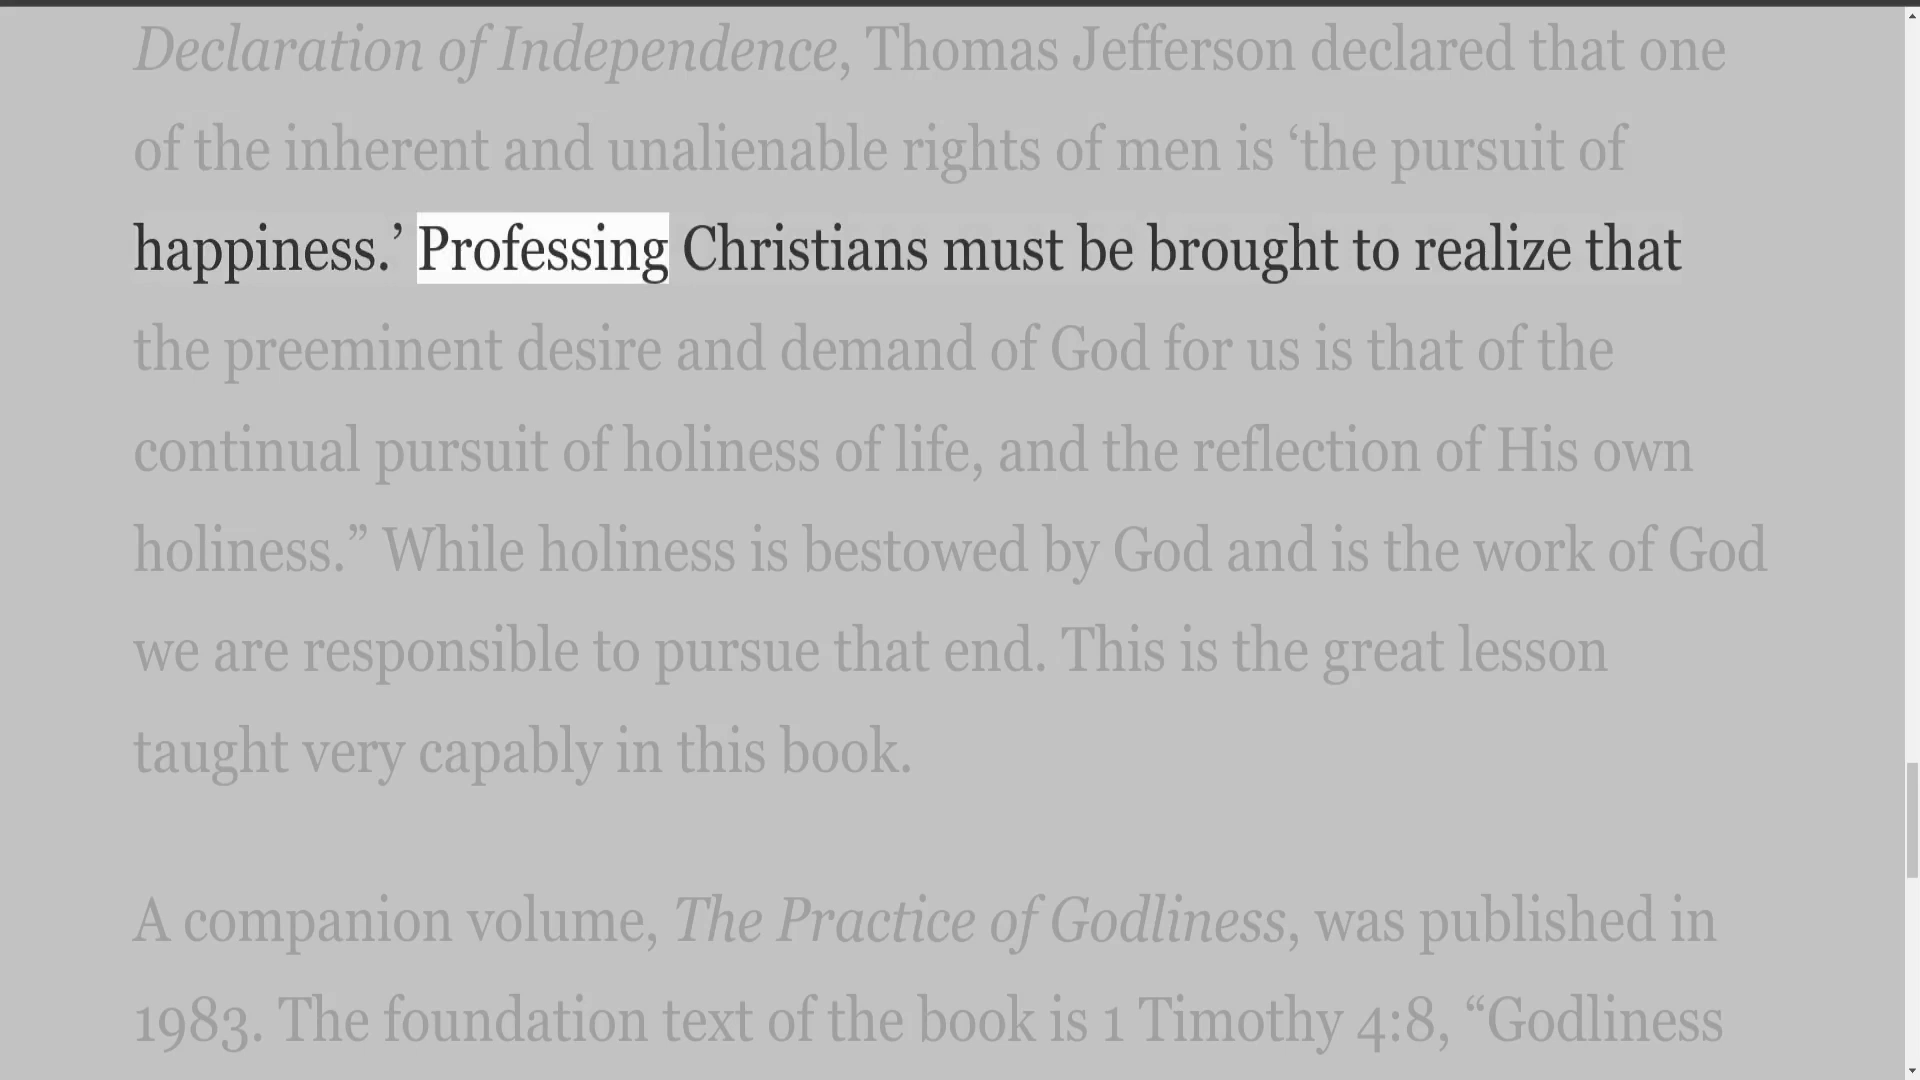 Declaration of Independence, Thomas Jefferson declared that one
of the inherent and unalienable rights of men is ‘the pursuit of
happiness.’ Professing Christians must be brought to realize that
the preeminent desire and demand of God for us is that of the
continual pursuit of holiness of life, and the reflection of His own
holiness.” While holiness is bestowed by God and is the work of God
we are responsible to pursue that end. This is the great lesson
taught very capably in this book.
A companion volume, The Practice of Godliness, was published in
1983. The foundation text of the book is 1 Timothy 4:8, “Godliness